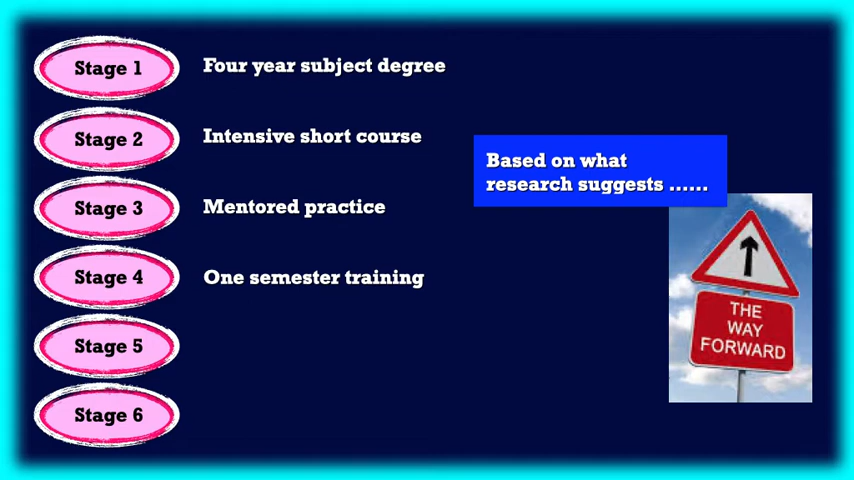 Stage 1 Four year subject degree
Stage 2 Intensive short course
Based on what
research suggests ......
Stage 3 Mentored practice
Stage 4 One semester training
Stage 5
Stage 6
THE
WAY
FORWARD